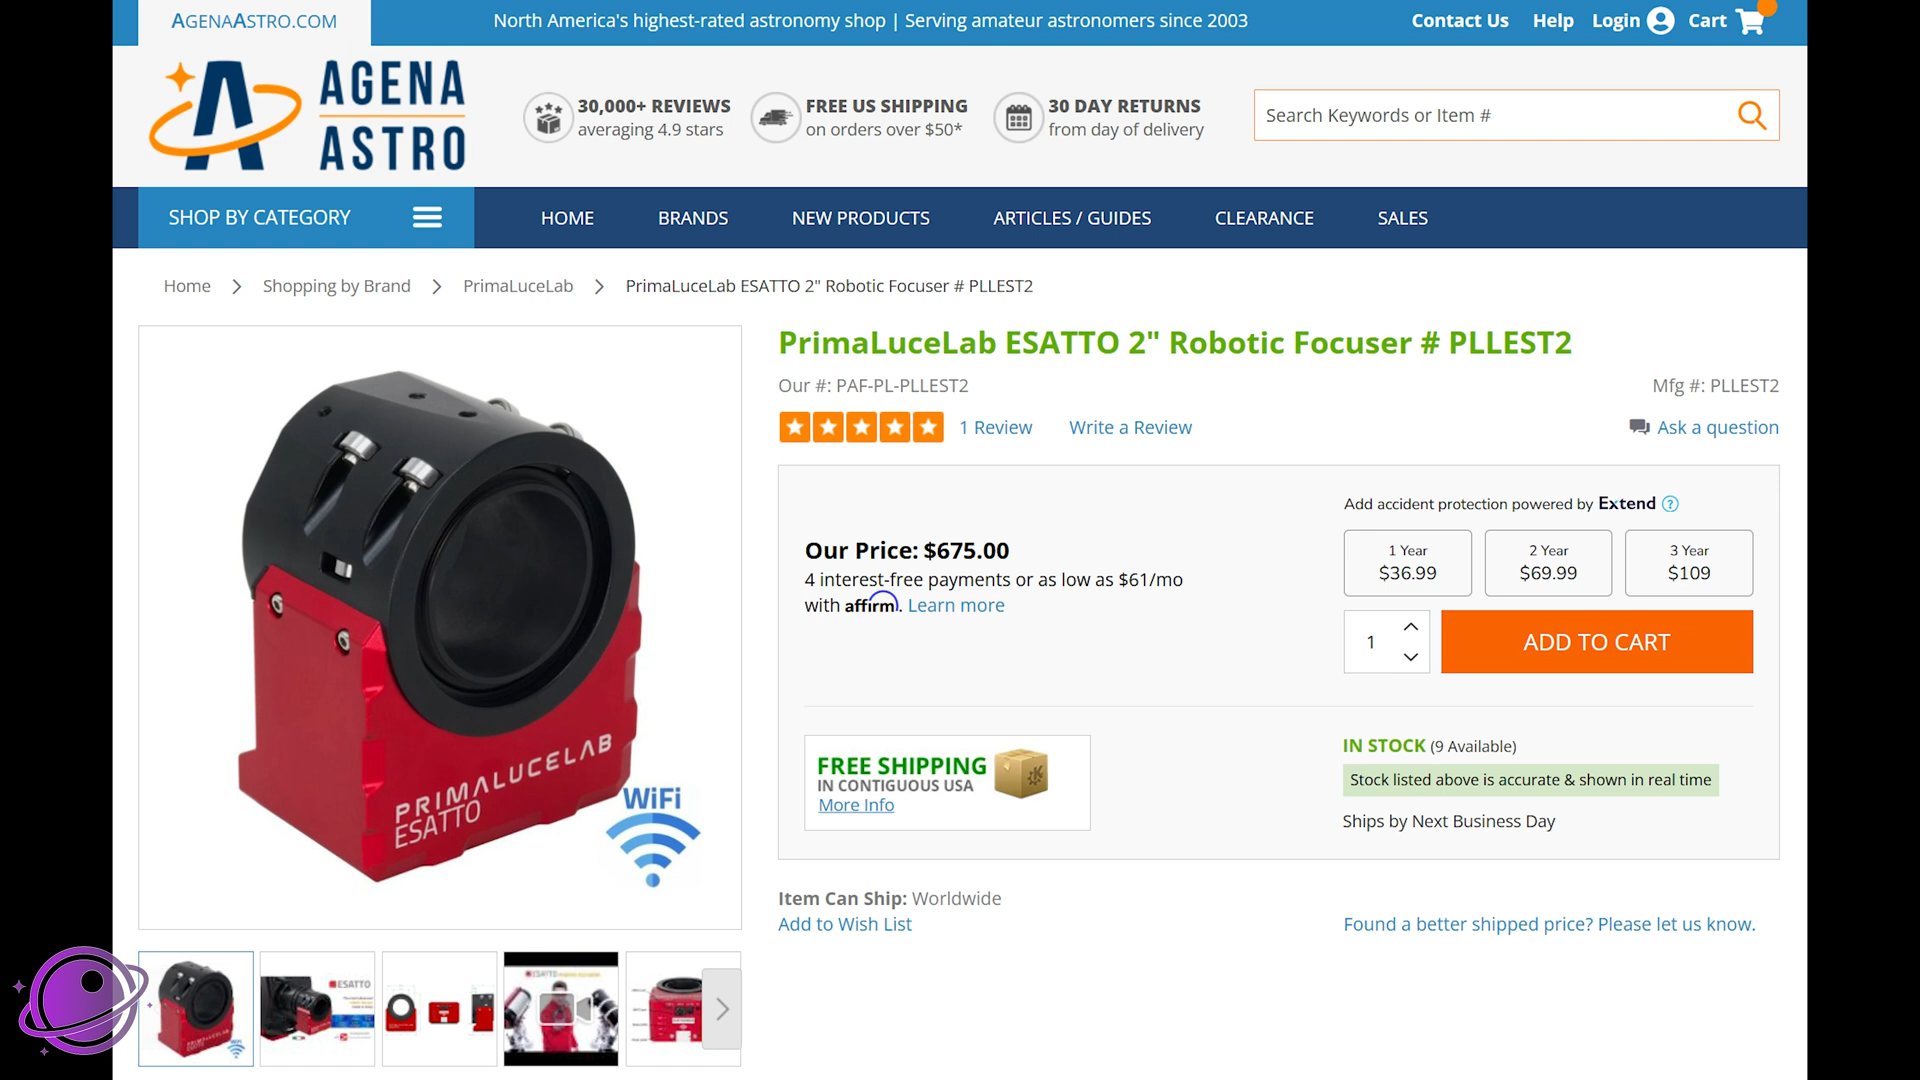 AGENAASTRO.COM
North America's highest-rated astronomy shop | Serving amateur astronomers since 2003
Contact Us
Help
Login
Cart
AGENA
ASTRO
30,000+ REVIEWS
averaging 4.9 stars
FREE US SHIPPING
on orders over $50*
30 DAY RETURNS
from day of delivery
Search Keywords or Item #
SHOP BY CATEGORY
HOME
BRANDS
NEW PRODUCTS
ARTICLES / GUIDES
CLEARANCE
SALES
Home > Shopping by Brand > PrimaLuceLab > PrimaLuceLab ESATTO 2" Robotic Focuser # PLLEST2
PRIMALUCELAB
ESATTO
WiFi
PrimaLuceLab ESATTO 2" Robotic Focuser # PLLEST2
Our #: PAF-PL-PLLEST2
Mfg #: PLLEST2
1 Review
Write a Review
Ask a question
Our Price: $675.00
4 interest-free payments or as low as $61/mo
with affirm. Learn more
Add accident protection powered by Extend ?
1 Year
$36.99
2 Year
$69.99
3 Year
$109
1
ADD TO CART
FREE SHIPPING
IN CONTIGUOUS USA
More Info
IN STOCK (9 Available)
Stock listed above is accurate & shown in real time
Ships by Next Business Day
Item Can Ship: Worldwide
Add to Wish List
Found a better shipped price? Please let us know.
ESATTO